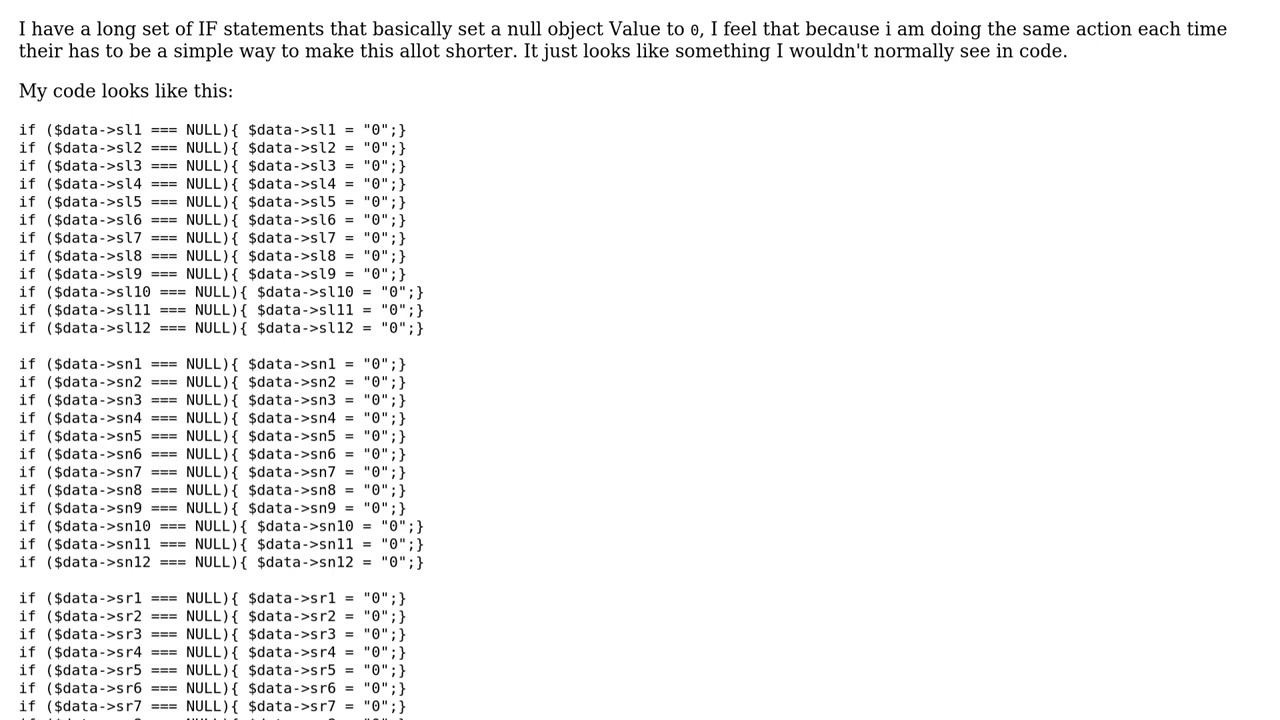 I have a long set of IF statements that basically set a null object Value to 0, I feel that because i am doing the same action each time
their has to be a simple way to make this allot shorter. It just looks like something I wouldn't normally see in code.
My code looks like this:
if ($data->sl1 === NULL){ $data->sl1 = "0";}
if ($data->sl2 === NULL){ $data->sl2 = "0";}
if ($data->sl3 === NULL){ $data->sl3 = "0";}
if ($data->sl4 === NULL){ $data->sl4 = "0";}
if ($data->sl5 === NULL){ $data->sl5 = "0";}
if ($data->sl6 === NULL){ $data->sl6 = "0";}
if ($data->sl7 === NULL){ $data->sl7 = "0";}
if ($data->sl8 === NULL){ $data->sl8 = "0";}
if ($data->sl9 === NULL){ $data->sl9 = "0";}
if ($data->sl10 === NULL){ $data->sl10 = "0";}
if ($data->sl11 === NULL){ $data->sl11 = "0";}
if ($data->sl12 === NULL){ $data->sl12 = "0";}
if ($data->sn1 === NULL){ $data->sn1 = "0";}
if ($data->sn2 === NULL){ $data->sn2 = "0";}
if ($data->sn3 === NULL){ $data->sn3 = "0";}
if ($data->sn4 === NULL){ $data->sn4 = "0";}
if ($data->sn5 === NULL){ $data->sn5 = "0";}
if ($data->sn6 === NULL){ $data->sn6 = "0";}
if ($data->sn7 === NULL){ $data->sn7 = "0";}
if ($data->sn8 === NULL){ $data->sn8 = "0";}
if ($data->sn9 === NULL){ $data->sn9 = "0";}
if ($data->sn10 === NULL){ $data->sn10 = "0";}
if ($data->sn11 === NULL){ $data->sn11 = "0";}
if ($data->sn12 === NULL){ $data->sn12 = "0";}
if ($data->sr1 === NULL){ $data->sr1 = "0";}
if ($data->sr2 === NULL){ $data->sr2 = "0";}
if ($data->sr3 === NULL){ $data->sr3 = "0";}
if ($data->sr4 === NULL){ $data->sr4 = "0";}
if ($data->sr5 === NULL){ $data->sr5 = "0";}
if ($data->sr6 === NULL){ $data->sr6 = "0";}
if ($data->sr7 === NULL){ $data->sr7 = "0";}